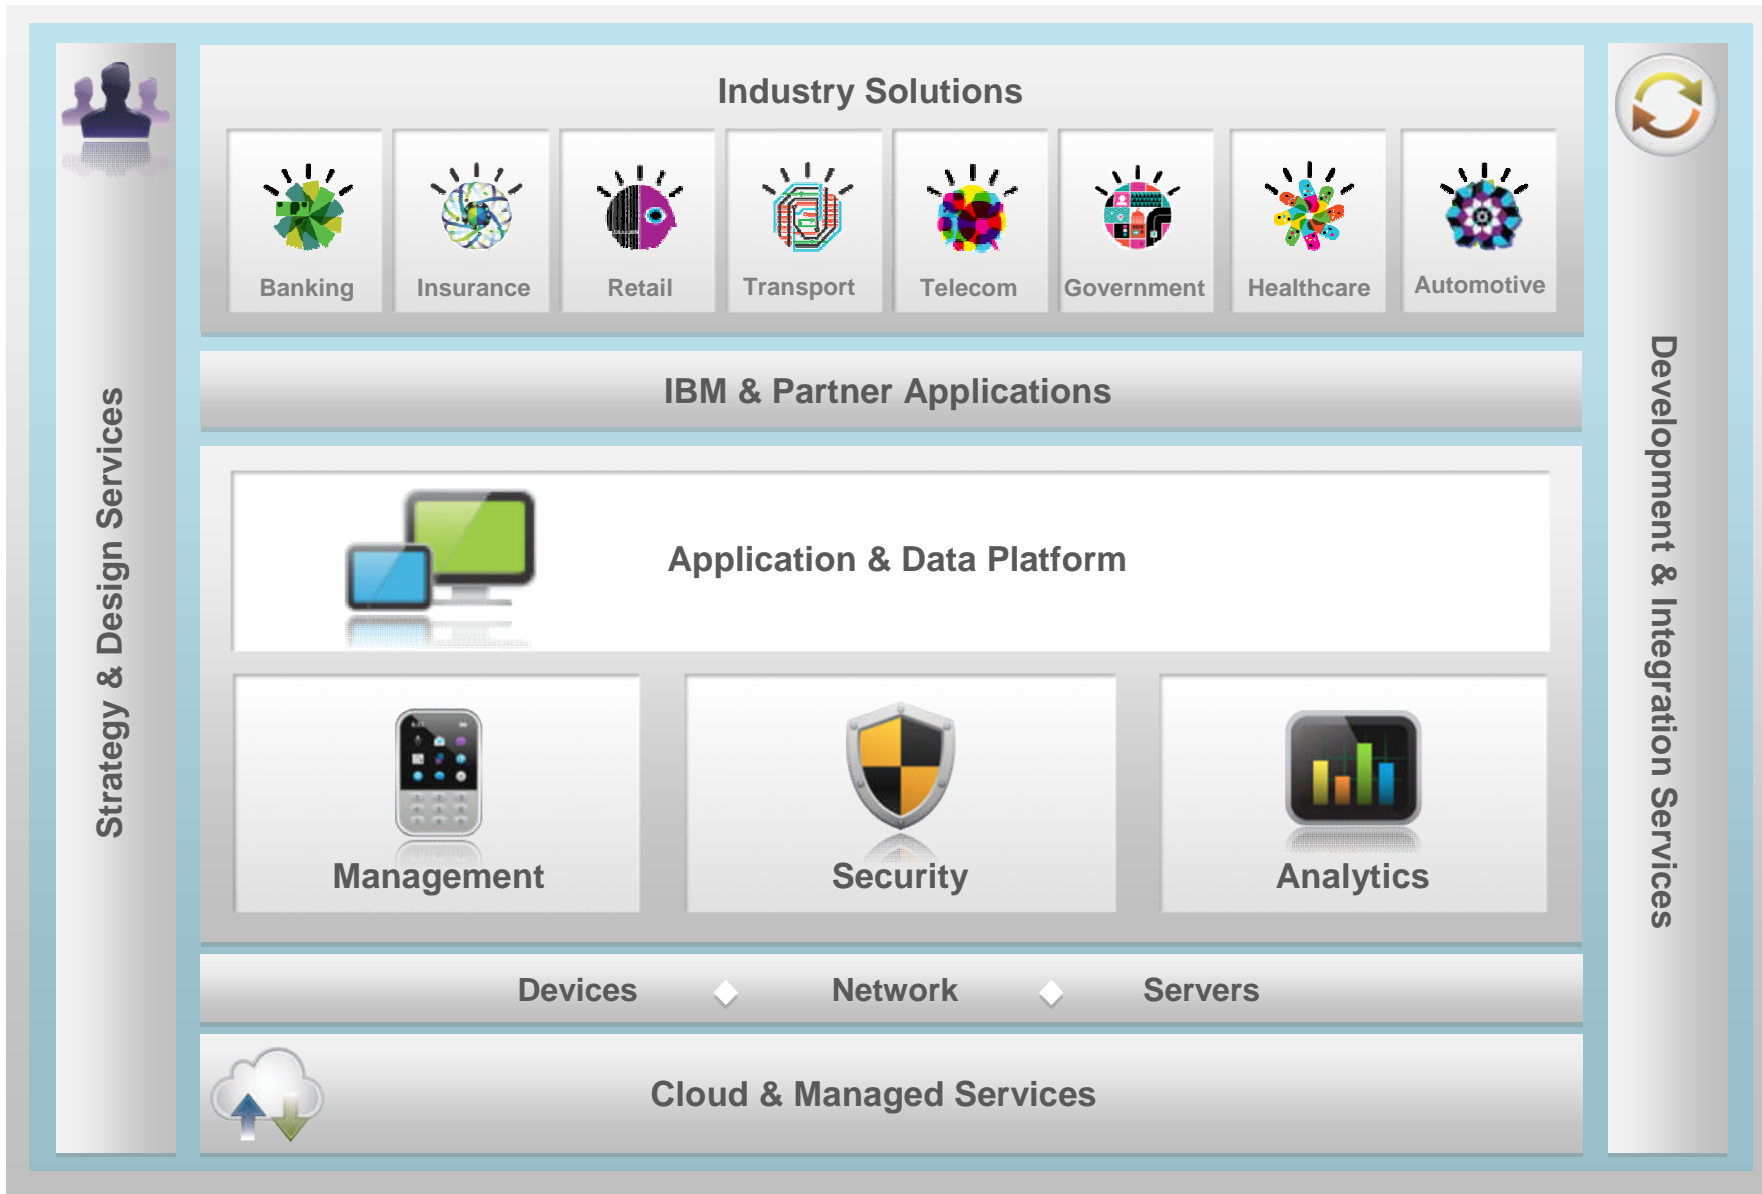 Industry Solutions
Banking
Insurance
Retail
Transport
Telecom
Government
Healthcare
Automotive
IBM & Partner Applications
Strategy & Design Services
Application & Data Platform
Development & Integration Services
Management
Security
Analytics
Devices
Network
Servers
Cloud & Managed Services